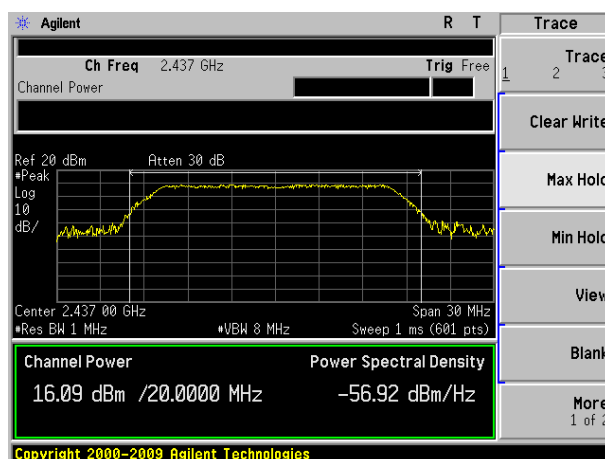 Agilent R T Trace
Ch Freq 2.437 GHz Trig Free
Channel Power
Trace
1 2 3
Clear Write
Max Hold
Min Hold
View
Blank
More
1 of 2
Ref 20 dBm Atten 30 dB
#Peak
Log
10
dB/
Center 2.437 00 GHz Span 30 MHz
#Res BW 1 MHz #VBW 8 MHz Sweep 1 ms (601 pts)
Channel Power Power Spectral Density
16.09 dBm /20.0000 MHz -56.92 dBm/Hz
Copyright 2000-2009 Agilent Technologies